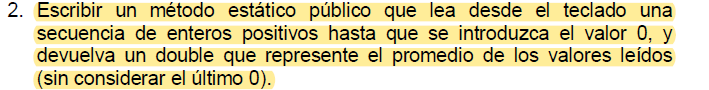 2. Escribir un método estático público que lea desde el teclado una
secuencia de enteros positivos hasta que se introduzca el valor 0, y
devuelva un double que represente el promedio de los valores leídos
(sin considerar el último 0).